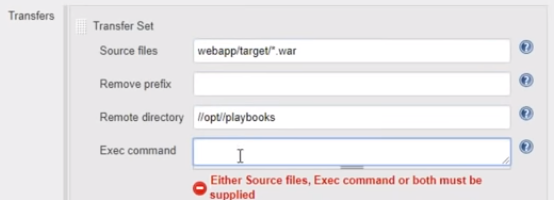 Transfers
Transfer Set
Source files webapp/target/*.war
Remove prefix
Remote directory //opt//playbooks
Exec command
Either Source files, Exec command or both must be
supplied